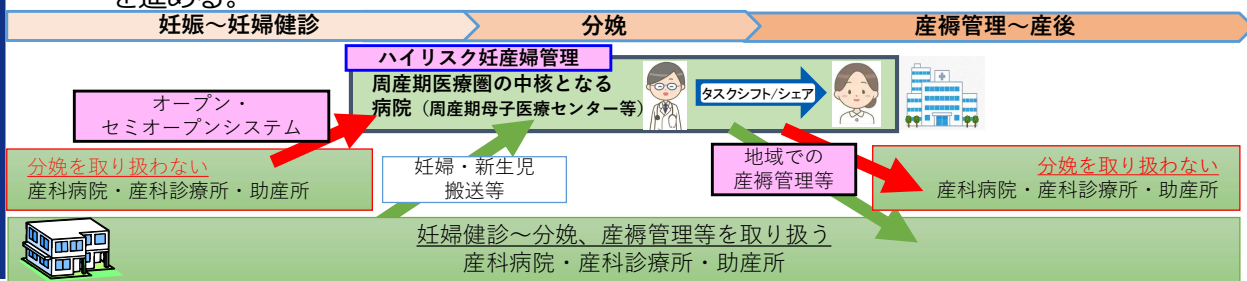 を進める。
妊娠～妊婦健診
分娩
産褥管理～産後
ハイリスク妊産婦管理
周産期医療圏の中核となる
病院（周産期母子医療センター等）
タスクシフト/シェア
オープン・
セミオープンシステム
分娩を取り扱わない
産科病院・産科診療所・助産所
妊婦・新生児
搬送等
地域での
産褥管理等
分娩を取り扱わない
産科病院・産科診療所・助産所
妊婦健診～分娩、産褥管理等を取り扱う
産科病院・産科診療所・助産所